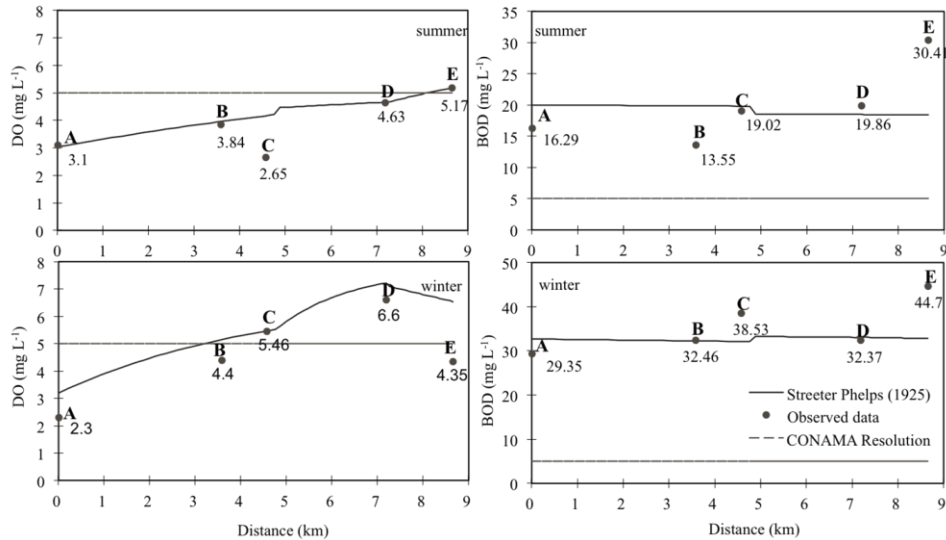 8
7
6
5
4
3
2
1
0
DO (mg L-1)
summer
A
3.1
B
3.84
C
2.65
D
4.63
E
5.17
0 1 2 3 4 5 6 7 8 9
35
30
25
20
15
10
5
0
BOD (mg L-1)
summer
A
16.29
B
13.55
C
19.02
D
19.86
E
30.41
0 1 2 3 4 5 6 7 8 9
8
7
6
5
4
3
2
1
0
DO (mg L-1)
winter
A
2.3
B
4.4
C
5.46
D
6.6
E
4.35
0 1 2 3 4 5 6 7 8 9
Distance (km)
50
40
30
20
10
0
BOD (mg L-1)
winter
A
29.35
B
32.46
C
38.53
D
32.37
E
44.7
Streeter Phelps (1925)
Observed data
CONAMA Resolution
0 1 2 3 4 5 6 7 8 9
Distance (km)